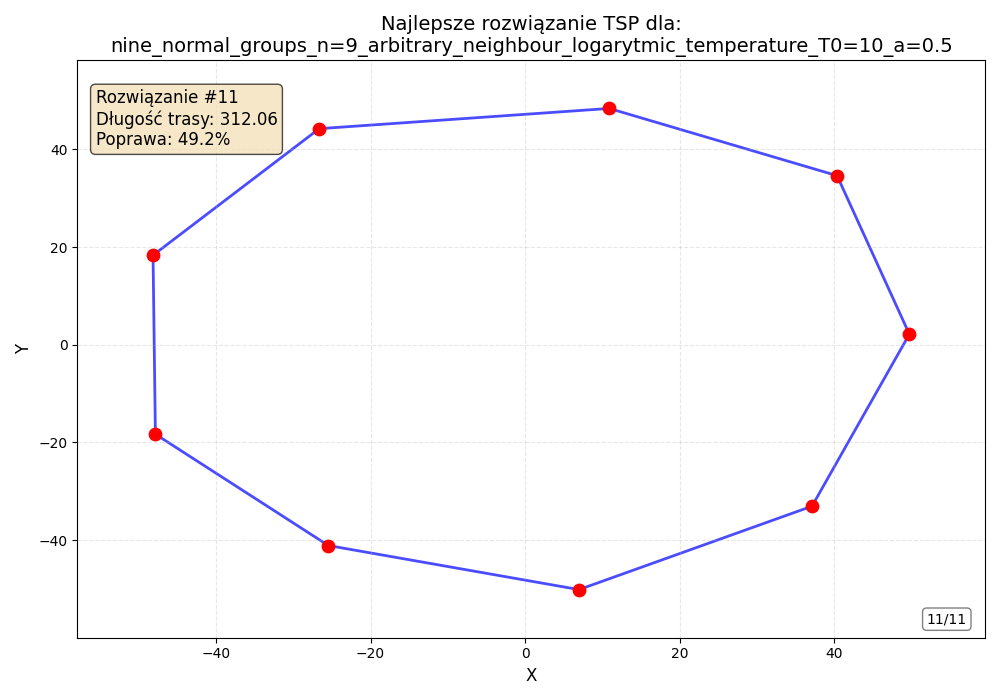 Najlepsze rozwiązanie TSP dla:
nine_normal_groups_n=9_arbitrary_neighbour_logarytmic_temperature_T0=10_a=0.5
Rozwiązanie #11
Długość trasy: 312.06
Poprawa: 49.2%
40
20
0
−20
−40
Y
11/11
−40 −20 0 20 40
X